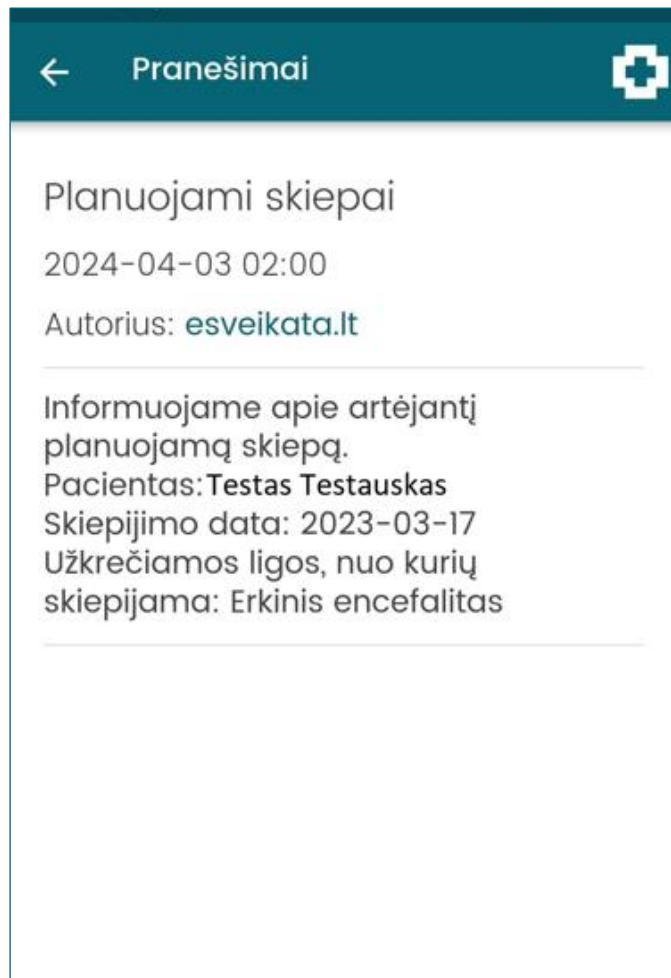 Pranešimai
Planuojami skiepai
2024-04-03 02:00
Autorius: esveikata.lt
Informuojame apie artėjantį
planuojamą skiepą.
Pacientas: Testas Testauskas
Skiepijimo data: 2023-03-17
Užkrečiamos ligos, nuo kurių
skiepijama: Erkinis encefalitas